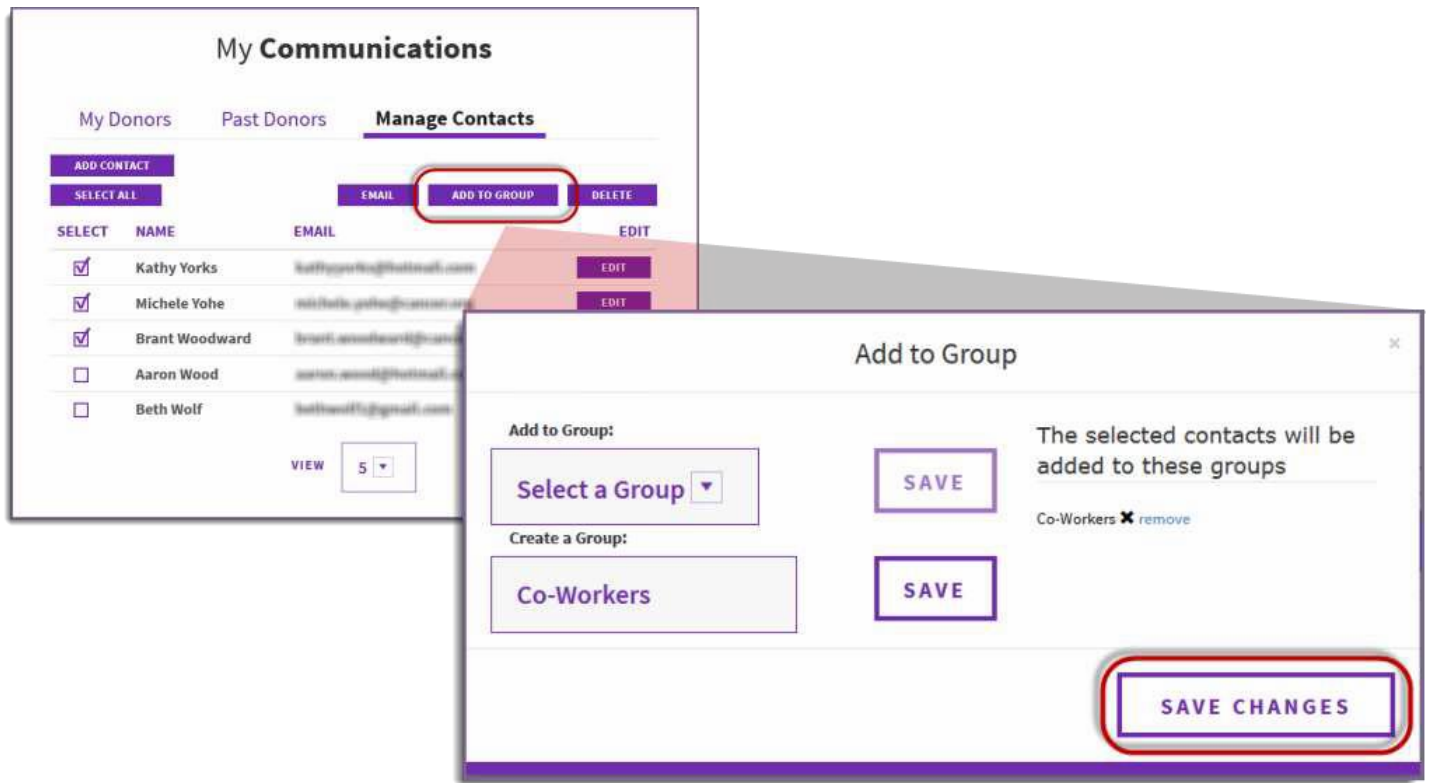 My Communications
My Donors Past Donors Manage Contacts
ADD CONTACT
SELECT ALL EMAIL ADD TO GROUP DELETE
SELECT NAME EMAIL EDIT
Kathy Yorks EDIT
Michele Yohe EDIT
Brant Woodward
Aaron Wood
Beth Wolf
VIEW 5
Add to Group ×
Add to Group:
Select a Group SAVE
Create a Group:
Co-Workers SAVE
The selected contacts will be
added to these groups
Co-Workers ✖ remove
SAVE CHANGES